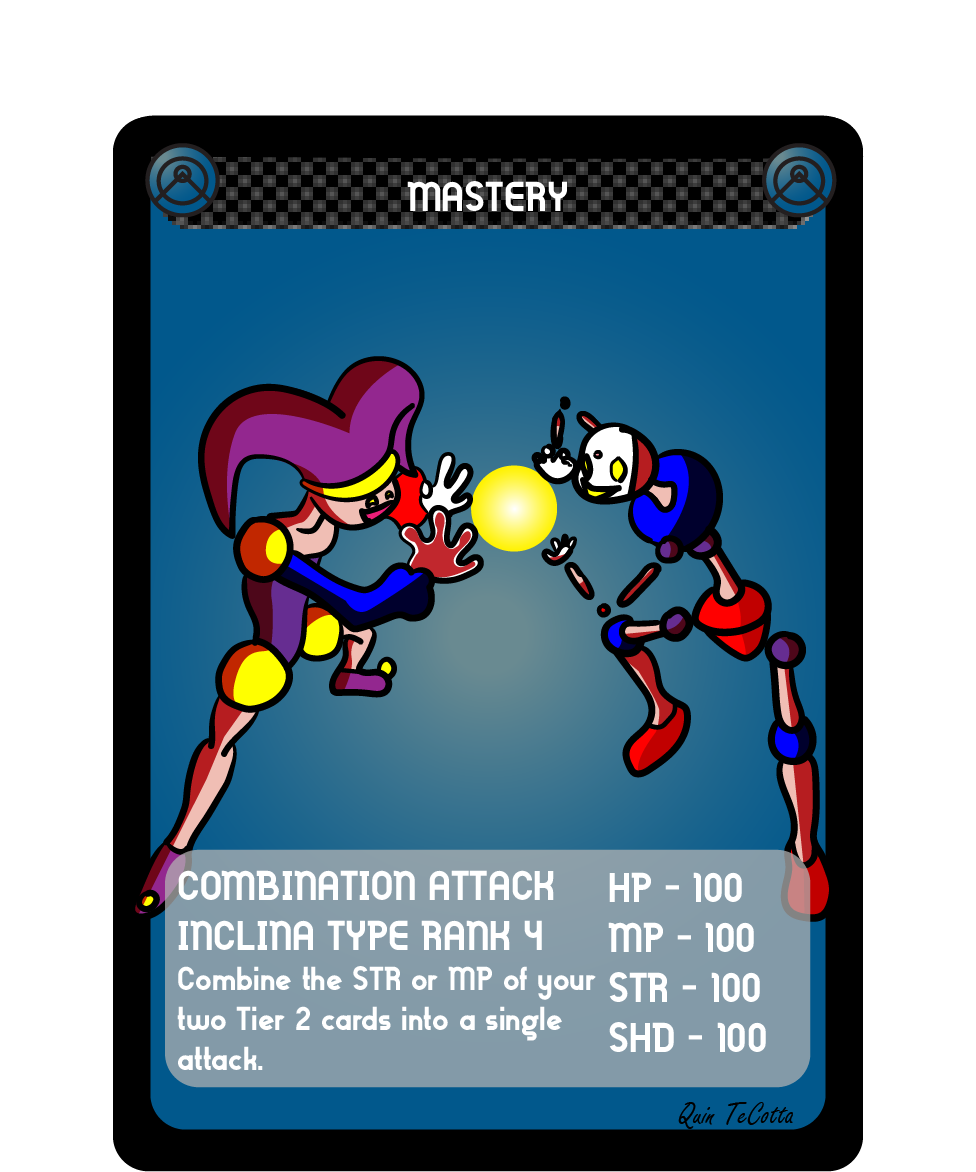 MASTERY
COMBINATION ATTACK
INCLINA TYPE RANK 4
Combine the STR or MP of your
two Tier 2 cards into a single
attack.
HP - 100
MP - 100
STR - 100
SHD - 100
Quin TeCotta